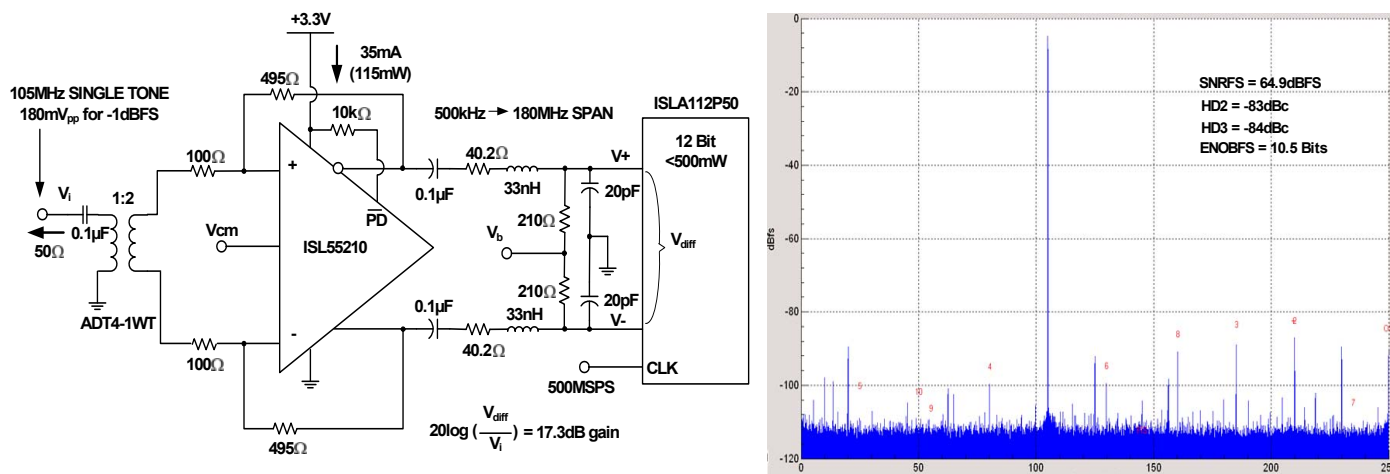 +3.3V
35mA
(115mW)
495Ω
105MHz SINGLE TONE
180mVpp for -1dBFS
10kΩ
500kHz → 180MHz SPAN
ISLA112P50
12 Bit
<500mW
100Ω
+
40.2Ω
V+
0.1µF
33nH
20pF
Vi
1:2
PD
210Ω
0.1µF
Vcm
ISL55210
Vb
Vdiff
50Ω
210Ω
20pF
0.1µF
ADT4-1WT
-
33nH
V-
100Ω
40.2Ω
CLK
500MSPS
495Ω
20log (Vdiff/Vi) = 17.3dB gain
SNRFS = 64.9dBFS
HD2 = -83dBc
HD3 = -84dBc
ENOBFS = 10.5 Bits
dBfs
0
-20
-40
-60
-80
-100
-120
5
9
4
6
8
3
2
7
0
50
100
150
200
25